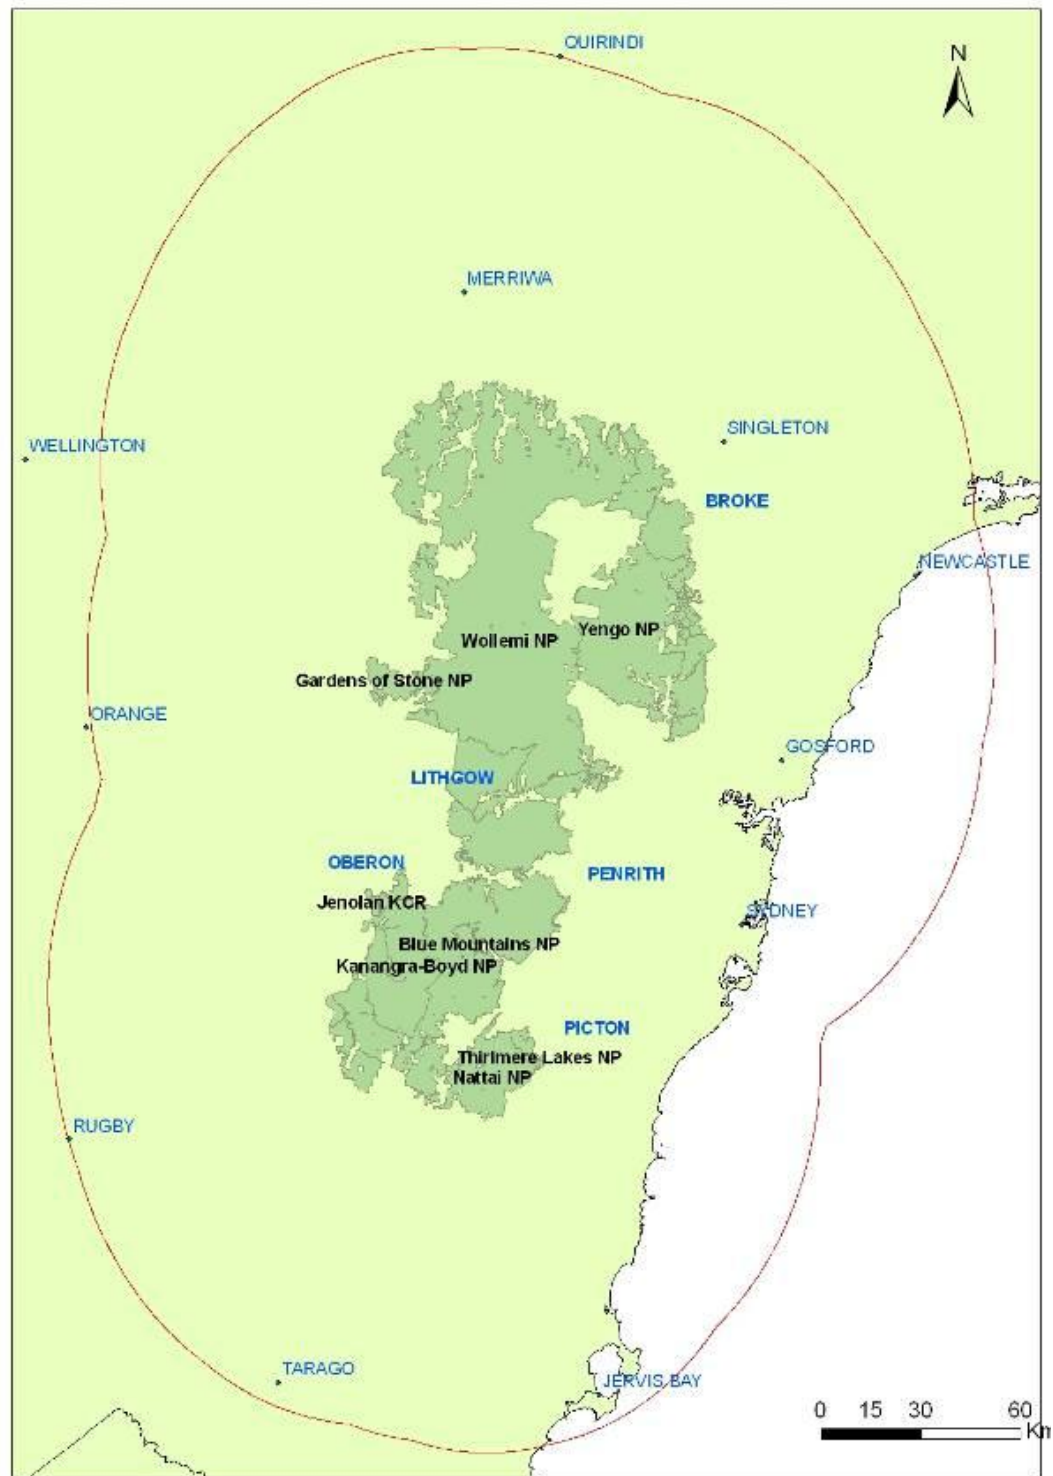 QUIRINDI
N
MERRIWA
SINGLETON
WELLINGTON
BROKE
NEWCASTLE
Yengo NP
Wollemi NP
Gardens of Stone NP
ORANGE
GOSFORD
LITHGOW
OBERON
PENRITH
Jenolan KCR
SYDNEY
Blue Mountains NP
Kanangra-Boyd NP
PICTON
Thirlmere Lakes NP
Nattai NP
RUGBY
TARAGO
JERVIS BAY
0 15 30 60
Km